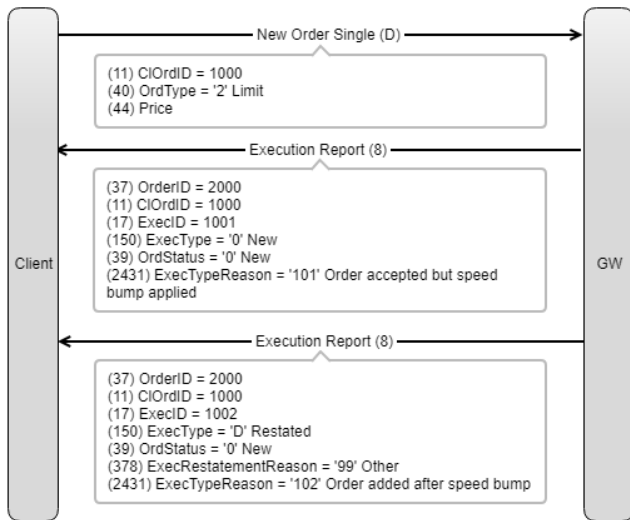 New Order Single (D)
(11) ClOrdID = 1000
(40) OrdType = '2' Limit
(44) Price
Execution Report (8)
(37) OrderID = 2000
(11) ClOrdID = 1000
(17) ExecID = 1001
(150) ExecType = '0' New
(39) OrdStatus = '0' New
(2431) ExecTypeReason = '101' Order accepted but speed
bump applied
Client
GW
Execution Report (8)
(37) OrderID = 2000
(11) ClOrdID = 1000
(17) ExecID = 1002
(150) ExecType = 'D' Restated
(39) OrdStatus = '0' New
(378) ExecRestatementReason = '99' Other
(2431) ExecTypeReason = '102' Order added after speed bump